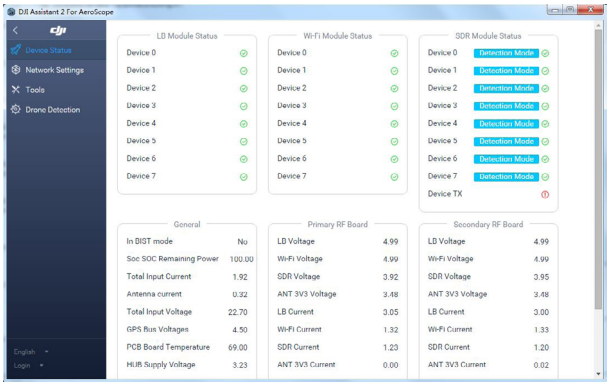 DJI Assistant 2 For AeroScope
dji
Device Status
Network Settings
Tools
Drone Detection
English
Login
LB Module Status
Device 0
Device 1
Device 2
Device 3
Device 4
Device 5
Device 6
Device 7
Wi-Fi Module Status
Device 0
Device 1
Device 2
Device 3
Device 4
Device 5
Device 6
Device 7
SDR Module Status
Device 0 Detection Mode
Device 1 Detection Mode
Device 2 Detection Mode
Device 3 Detection Mode
Device 4 Detection Mode
Device 5 Detection Mode
Device 6 Detection Mode
Device 7 Detection Mode
Device TX
General
In BIST mode No
Soc SOC Remaining Power 100.00
Total Input Current 1.92
Antenna current 0.32
Total Input Voltage 22.70
GPS Bus Voltages 4.50
PCB Board Temperature 69.00
HUB Supply Voltage 3.23
Primary RF Board
LB Voltage 4.99
Wi-Fi Voltage 4.99
SDR Voltage 3.92
ANT 3V3 Voltage 3.48
LB Current 3.05
Wi-Fi Current 1.32
SDR Current 1.23
ANT 3V3 Current 0.00
Secondary RF Board
LB Voltage 4.99
Wi-Fi Voltage 4.99
SDR Voltage 3.95
ANT 3V3 Voltage 3.48
LB Current 3.00
Wi-Fi Current 1.33
SDR Current 1.20
ANT 3V3 Current 0.02